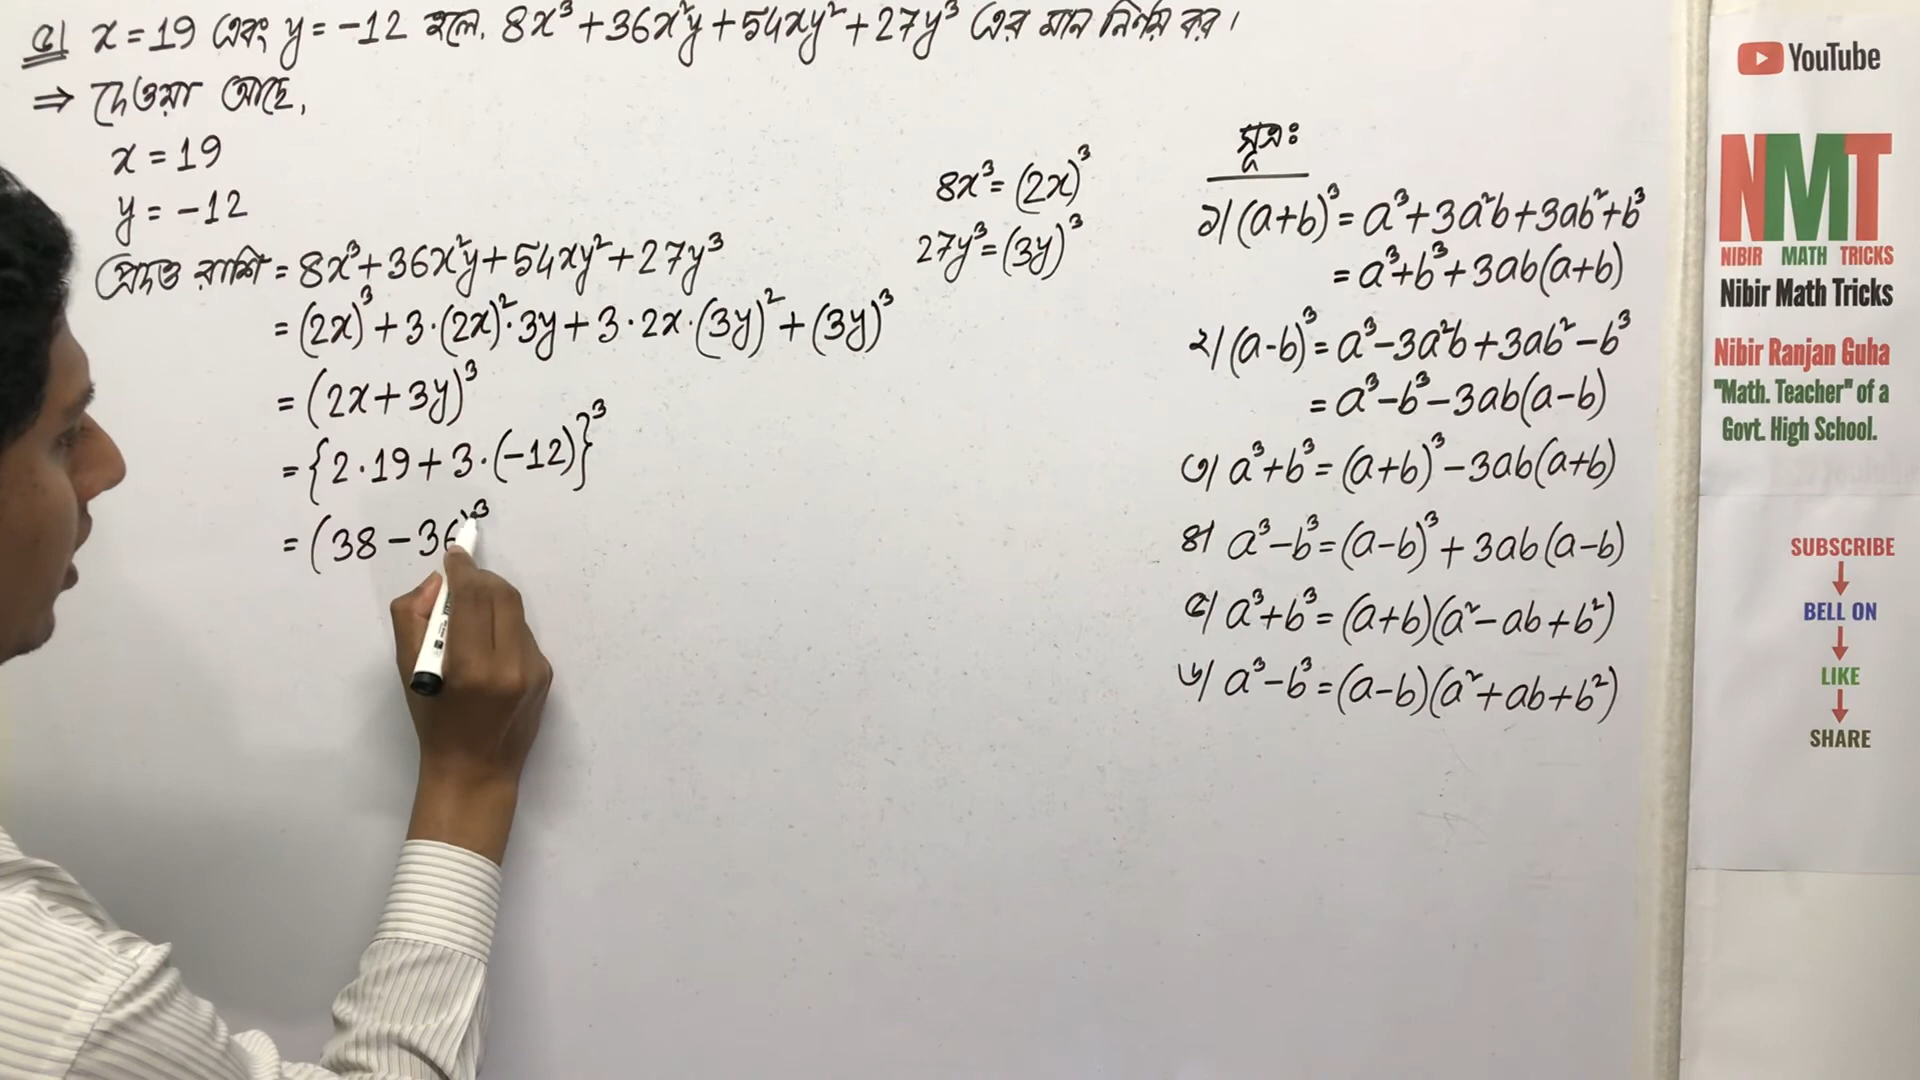 ৫। x = 19 এবং y = -12 হলে, 8x³ + 36x²y + 54xy² + 27y³ এর মান নির্ণয় কর।
⇒ দেওয়া আছে,
x = 19
y = -12
প্রদত্ত রাশি = 8x³ + 36x²y + 54xy² + 27y³
= (2x)³ + 3·(2x)²·3y + 3·2x·(3y)² + (3y)³
= (2x + 3y)³
= {2·19 + 3·(-12)}³
= (38 - 36)³
8x³ = (2x)³
27y³ = (3y)³
সূত্রঃ
১। (a+b)³ = a³ + 3a²b + 3ab² + b³
= a³ + b³ + 3ab(a+b)
২। (a-b)³ = a³ - 3a²b + 3ab² - b³
= a³ - b³ - 3ab(a-b)
৩। a³ + b³ = (a+b)³ - 3ab(a+b)
৪। a³ - b³ = (a-b)³ + 3ab(a-b)
৫। a³ + b³ = (a+b)(a² - ab + b²)
৬। a³ - b³ = (a-b)(a² + ab + b²)
YouTube
NMT
NIBIR MATH TRICKS
Nibir Math Tricks
Nibir Ranjan Guha
"Math. Teacher" of a
Govt. High School.
SUBSCRIBE
↓
BELL ON
↓
LIKE
↓
SHARE